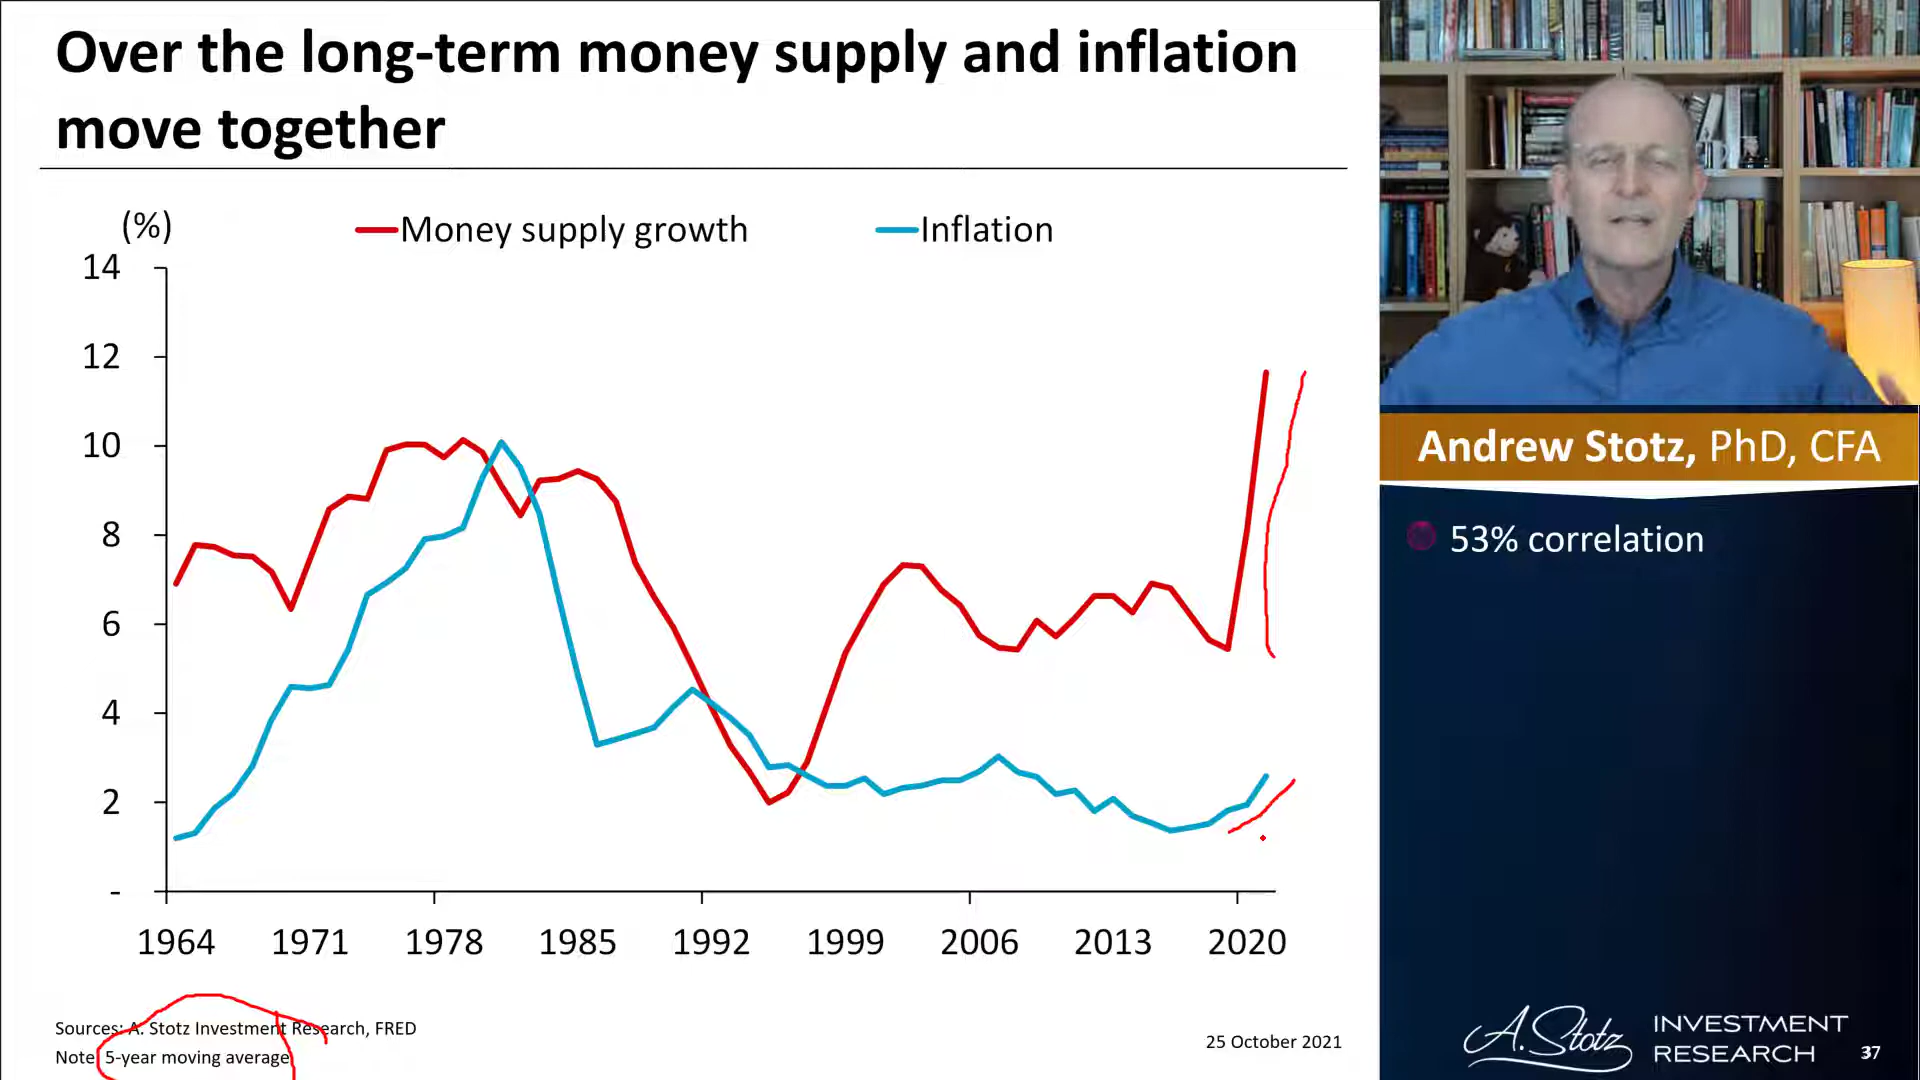 Over the long-term money supply and inflation
move together
(%)
Money supply growth
Inflation
14
12
10
8
6
4
2
-
1964 1971 1978 1985 1992 1999 2006 2013 2020
Sources: A. Stotz Investment Research, FRED
Note: 5-year moving average
25 October 2021
Andrew Stotz, PhD, CFA
53% correlation
A. Stotz
INVESTMENT
RESEARCH
37